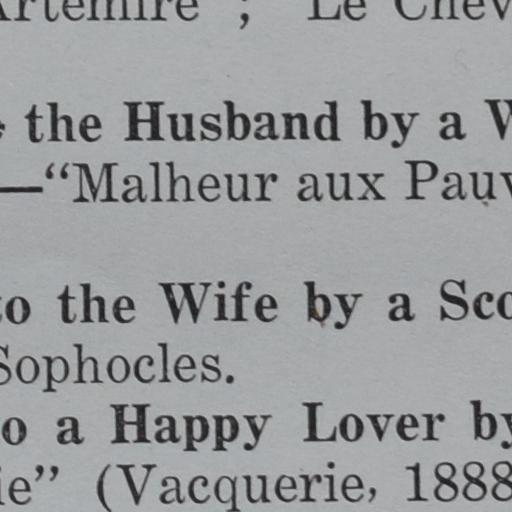 Artémire"; "Le Chev
the Husband by a W
—"Malheur aux Pauv
to the Wife by a Sco
Sophocles.
to a Happy Lover by
ie" (Vacquerie, 1888